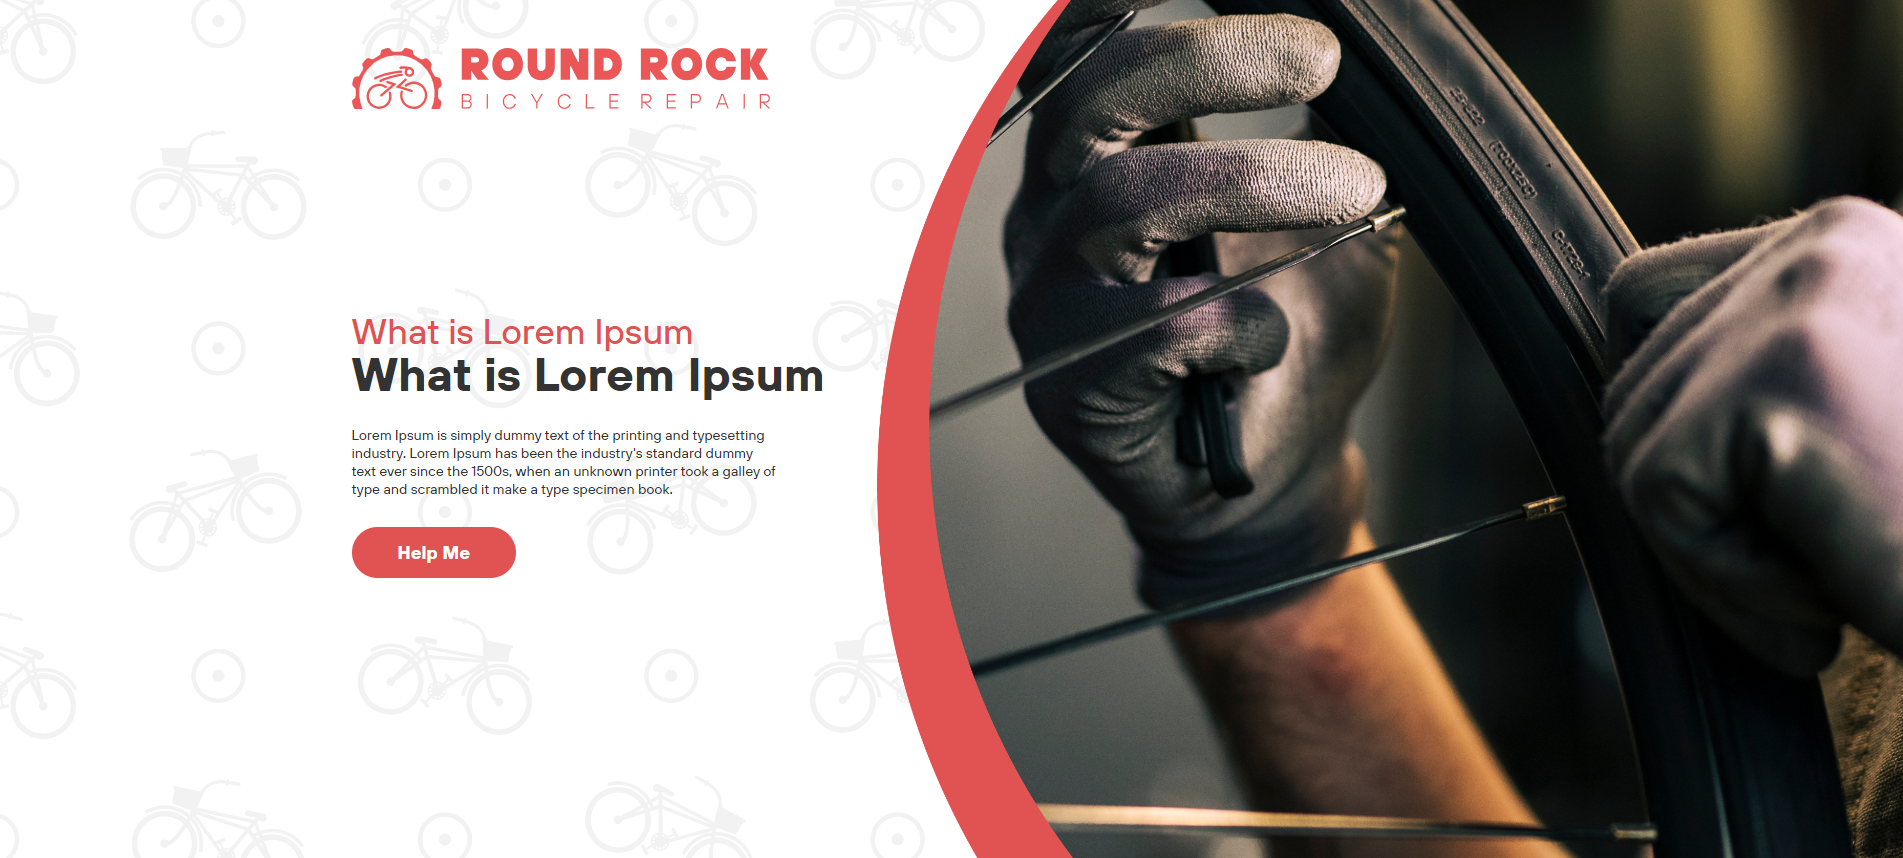 ROUND ROCK
BICYCLE REPAIR
What is Lorem Ipsum
What is Lorem Ipsum
Lorem Ipsum is simply dummy text of the printing and typesetting
industry. Lorem Ipsum has been the industry's standard dummy
text ever since the 1500s, when an unknown printer took a galley of
type and scrambled it make a type specimen book.
Help Me
(700X25C)